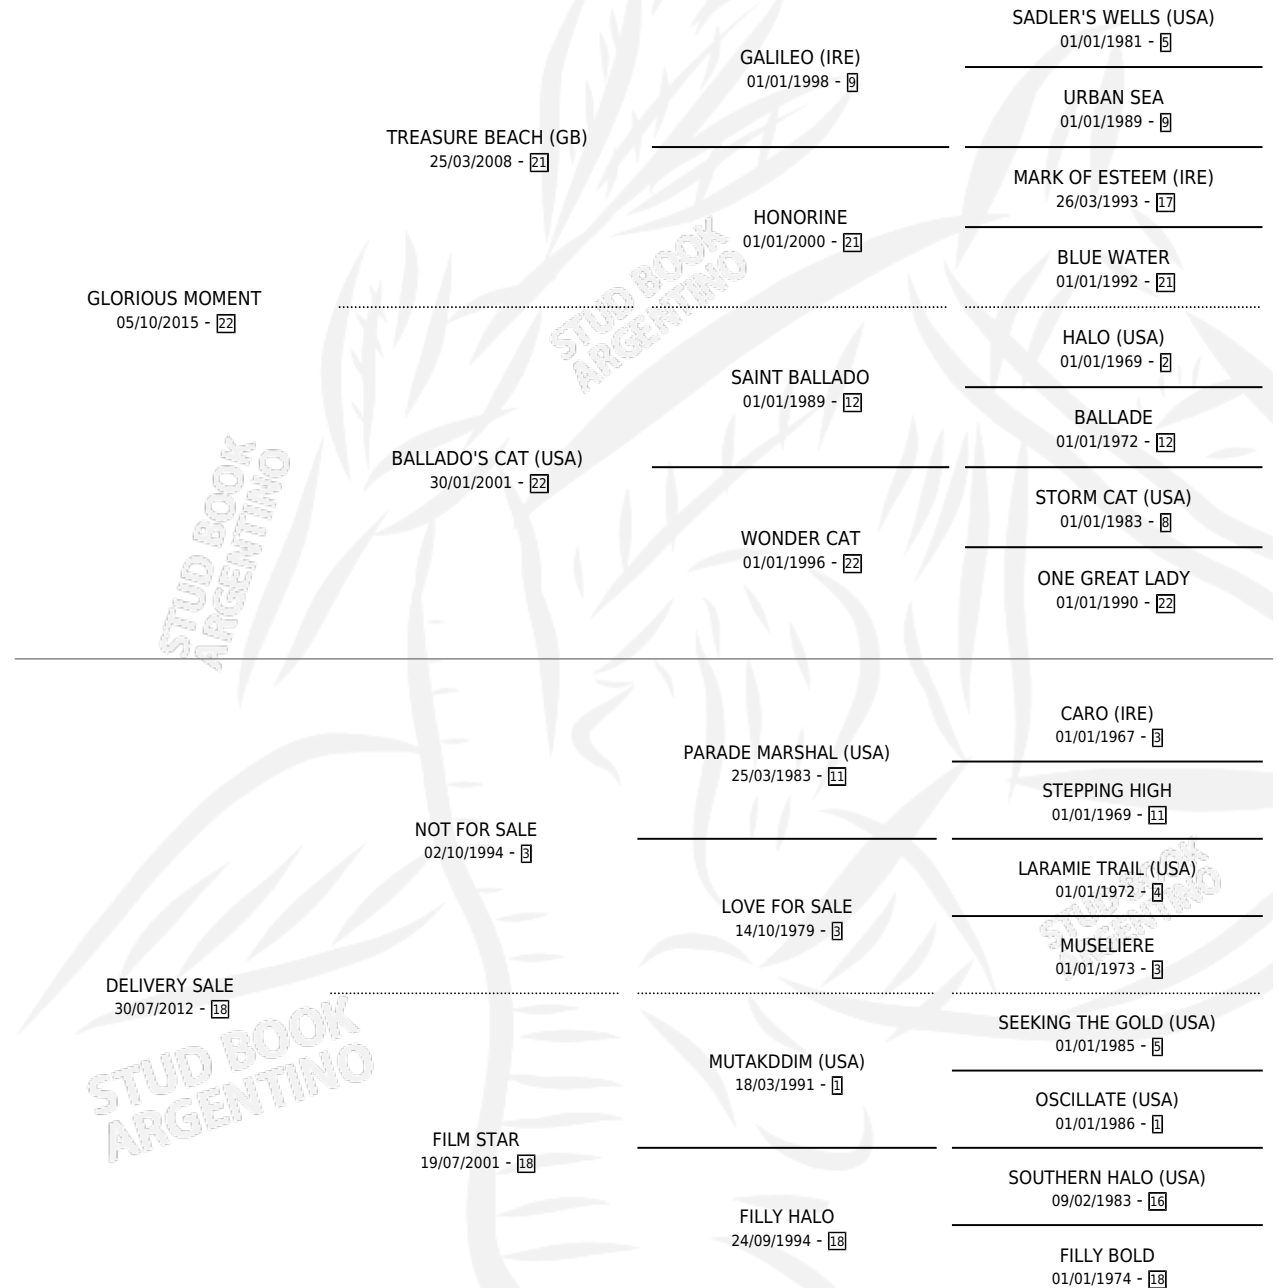 SADLER'S WELLS (USA)
01/01/1981 - 5
GALILEO (IRE)
01/01/1998 - 9
URBAN SEA
01/01/1989 - 9
TREASURE BEACH (GB)
25/03/2008 - 21
MARK OF ESTEEM (IRE)
26/03/1993 - 17
HONORINE
01/01/2000 - 21
BLUE WATER
01/01/1992 - 21
GLORIOUS MOMENT
05/10/2015 - 22
HALO (USA)
01/01/1969 - 2
SAINT BALLADO
01/01/1989 - 12
BALLADE
01/01/1972 - 12
BALLADO'S CAT (USA)
30/01/2001 - 22
STORM CAT (USA)
01/01/1983 - 8
WONDER CAT
01/01/1996 - 22
ONE GREAT LADY
01/01/1990 - 22
CARO (IRE)
01/01/1967 - 3
PARADE MARSHAL (USA)
25/03/1983 - 11
STEPPING HIGH
01/01/1969 - 11
NOT FOR SALE
02/10/1994 - 3
LARAMIE TRAIL (USA)
01/01/1972 - 4
LOVE FOR SALE
14/10/1979 - 3
MUSELIERE
01/01/1973 - 3
DELIVERY SALE
30/07/2012 - 18
SEEKING THE GOLD (USA)
01/01/1985 - 5
MUTAKDDIM (USA)
18/03/1991 - 1
OSCILLATE (USA)
01/01/1986 - 1
FILM STAR
19/07/2001 - 18
SOUTHERN HALO (USA)
09/02/1983 - 16
FILLY HALO
24/09/1994 - 18
FILLY BOLD
01/01/1974 - 18
STUD BOOK
ARGENTINO
STUD BOOK
ARGENTINO
STUD BOOK
ARGENTINO
STUD BOOK
ARGENTINO